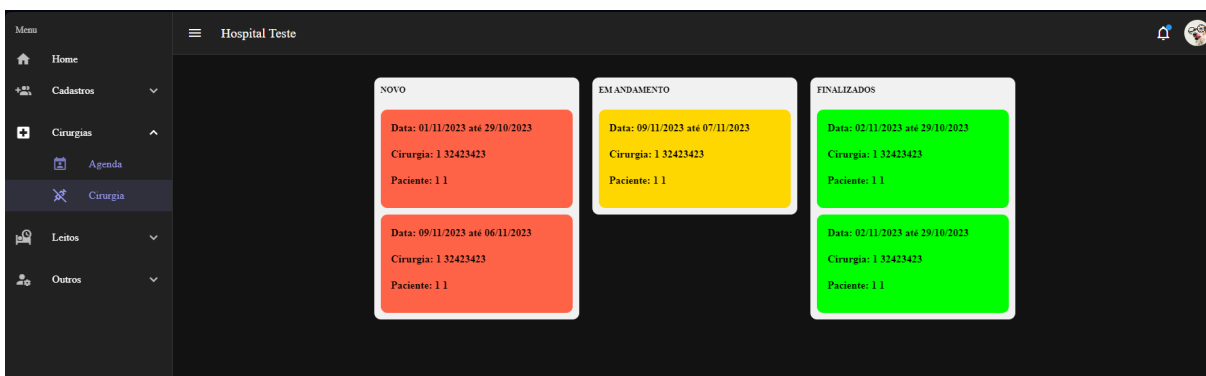 Menu
Home
Cadastros
Cirurgias
Agenda
Cirurgia
Leitos
Outros
Hospital Teste
NOVO
Data: 01/11/2023 até 29/10/2023
Cirurgia: 1 32423423
Paciente: 1 1
Data: 09/11/2023 até 06/11/2023
Cirurgia: 1 32423423
Paciente: 1 1
EM ANDAMENTO
Data: 09/11/2023 até 07/11/2023
Cirurgia: 1 32423423
Paciente: 1 1
FINALIZADOS
Data: 02/11/2023 até 29/10/2023
Cirurgia: 1 32423423
Paciente: 1 1
Data: 02/11/2023 até 29/10/2023
Cirurgia: 1 32423423
Paciente: 1 1